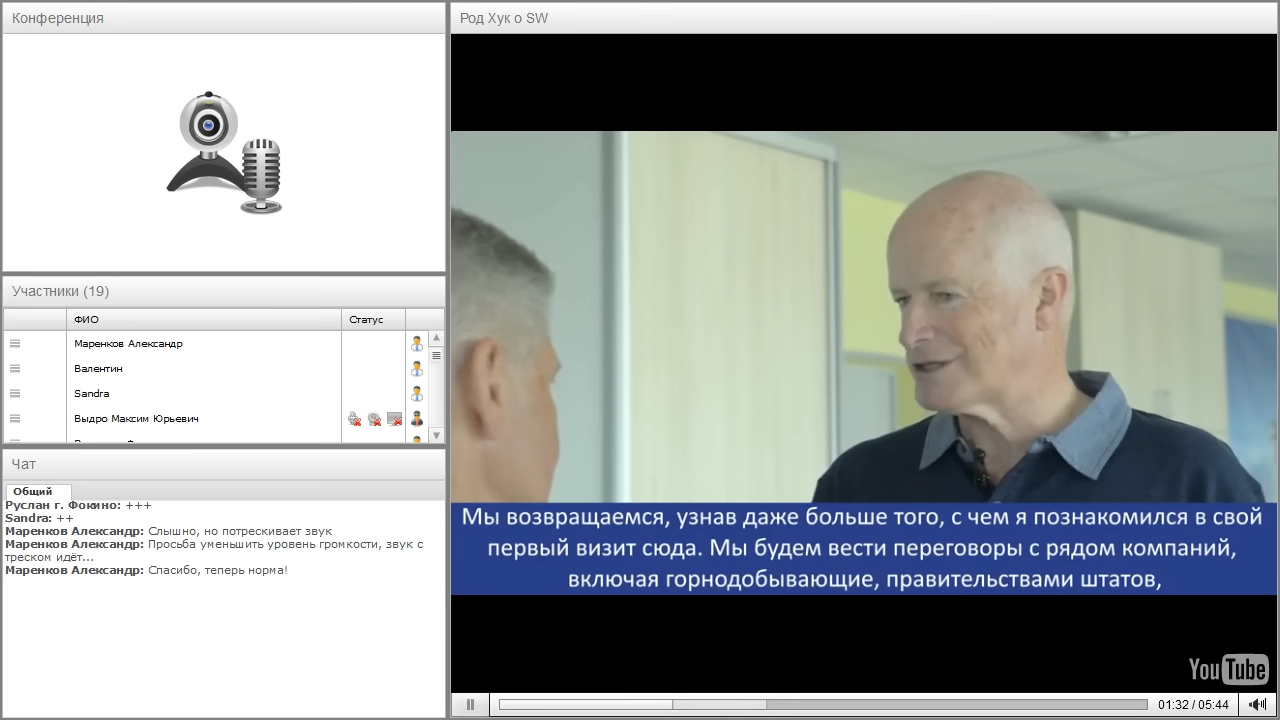 Конференция
Род Хук о SW
Участники (19)
ФИО
Статус
Маренков Александр
Валентин
Sandra
Выдро Максим Юрьевич
Чат
Общий
Руслан г. Фокино: +++
Sandra: ++
Маренков Александр: Слышно, но потрескивает звук
Маренков Александр: Просьба уменьшить уровень громкости, звук с
треском идёт...
Маренков Александр: Спасибо, теперь норма!
Мы возвращаемся, узнав даже больше того, с чем я познакомился в свой
первый визит сюда. Мы будем вести переговоры с рядом компаний,
включая горнодобывающие, правительствами штатов,
YouTube
01:32 / 05:44